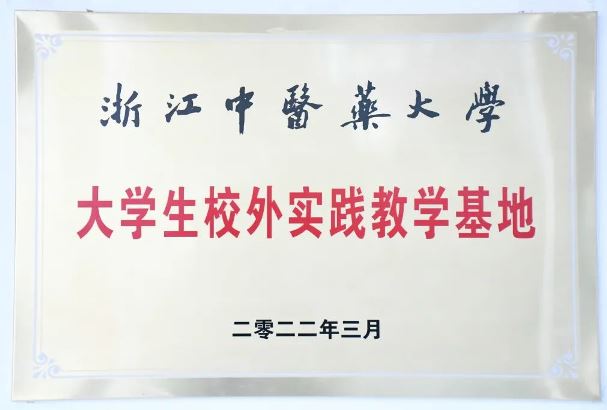 浙江中醫藥大學
大学生校外实践教学基地
二零二二年三月